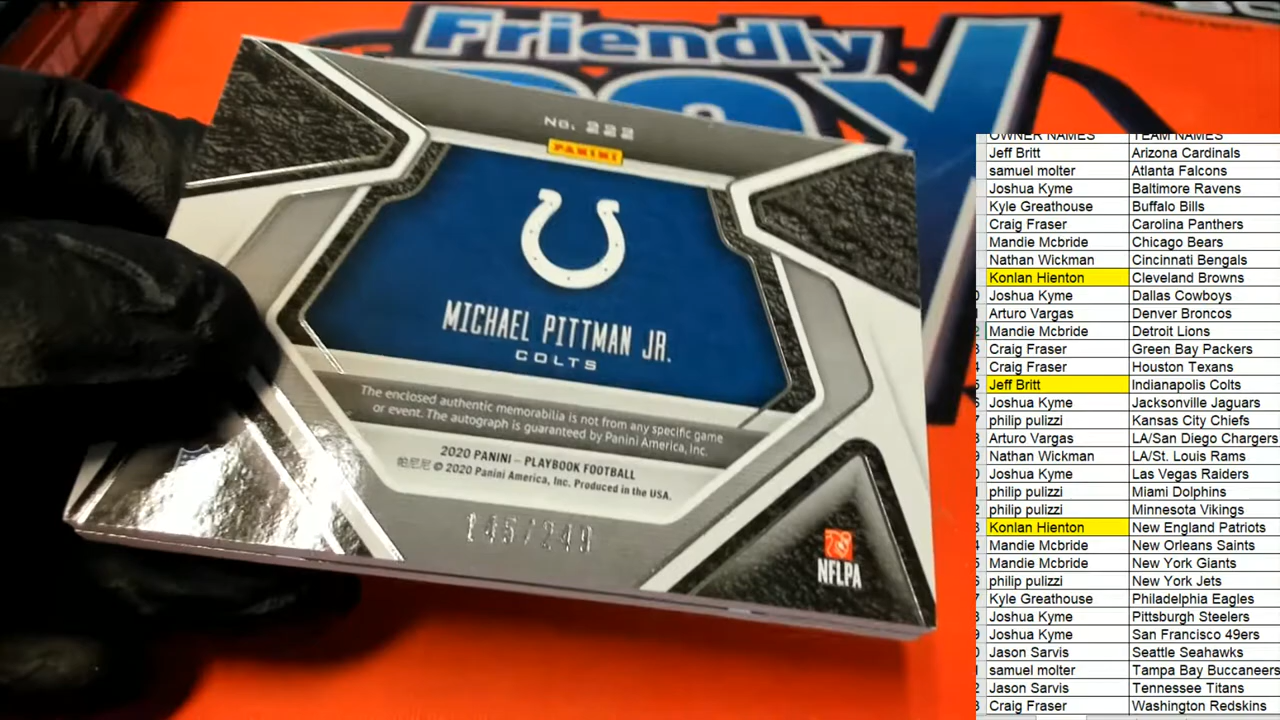 Friendly
BOX
No. 222
PANINI
MICHAEL PITTMAN JR.
COLTS
The enclosed authentic memorabilia is not from any specific game
or event. The autograph is guaranteed by Panini America, Inc.
2020 PANINI – PLAYBOOK FOOTBALL
帕尼尼 © 2020 Panini America, Inc. Produced in the USA.
145/249
NFLPA
OWNER NAMES TEAM NAMES
Jeff Britt Arizona Cardinals
samuel molter Atlanta Falcons
Joshua Kyme Baltimore Ravens
Kyle Greathouse Buffalo Bills
Craig Fraser Carolina Panthers
Mandie Mcbride Chicago Bears
Nathan Wickman Cincinnati Bengals
Konlan Hienton Cleveland Browns
Joshua Kyme Dallas Cowboys
Arturo Vargas Denver Broncos
Mandie Mcbride Detroit Lions
Craig Fraser Green Bay Packers
Craig Fraser Houston Texans
Jeff Britt Indianapolis Colts
Joshua Kyme Jacksonville Jaguars
philip pulizzi Kansas City Chiefs
Arturo Vargas LA/San Diego Chargers
Nathan Wickman LA/St. Louis Rams
Joshua Kyme Las Vegas Raiders
philip pulizzi Miami Dolphins
philip pulizzi Minnesota Vikings
Konlan Hienton New England Patriots
Mandie Mcbride New Orleans Saints
Mandie Mcbride New York Giants
philip pulizzi New York Jets
Kyle Greathouse Philadelphia Eagles
Joshua Kyme Pittsburgh Steelers
Joshua Kyme San Francisco 49ers
Jason Sarvis Seattle Seahawks
samuel molter Tampa Bay Buccaneers
Jason Sarvis Tennessee Titans
Craig Fraser Washington Redskins